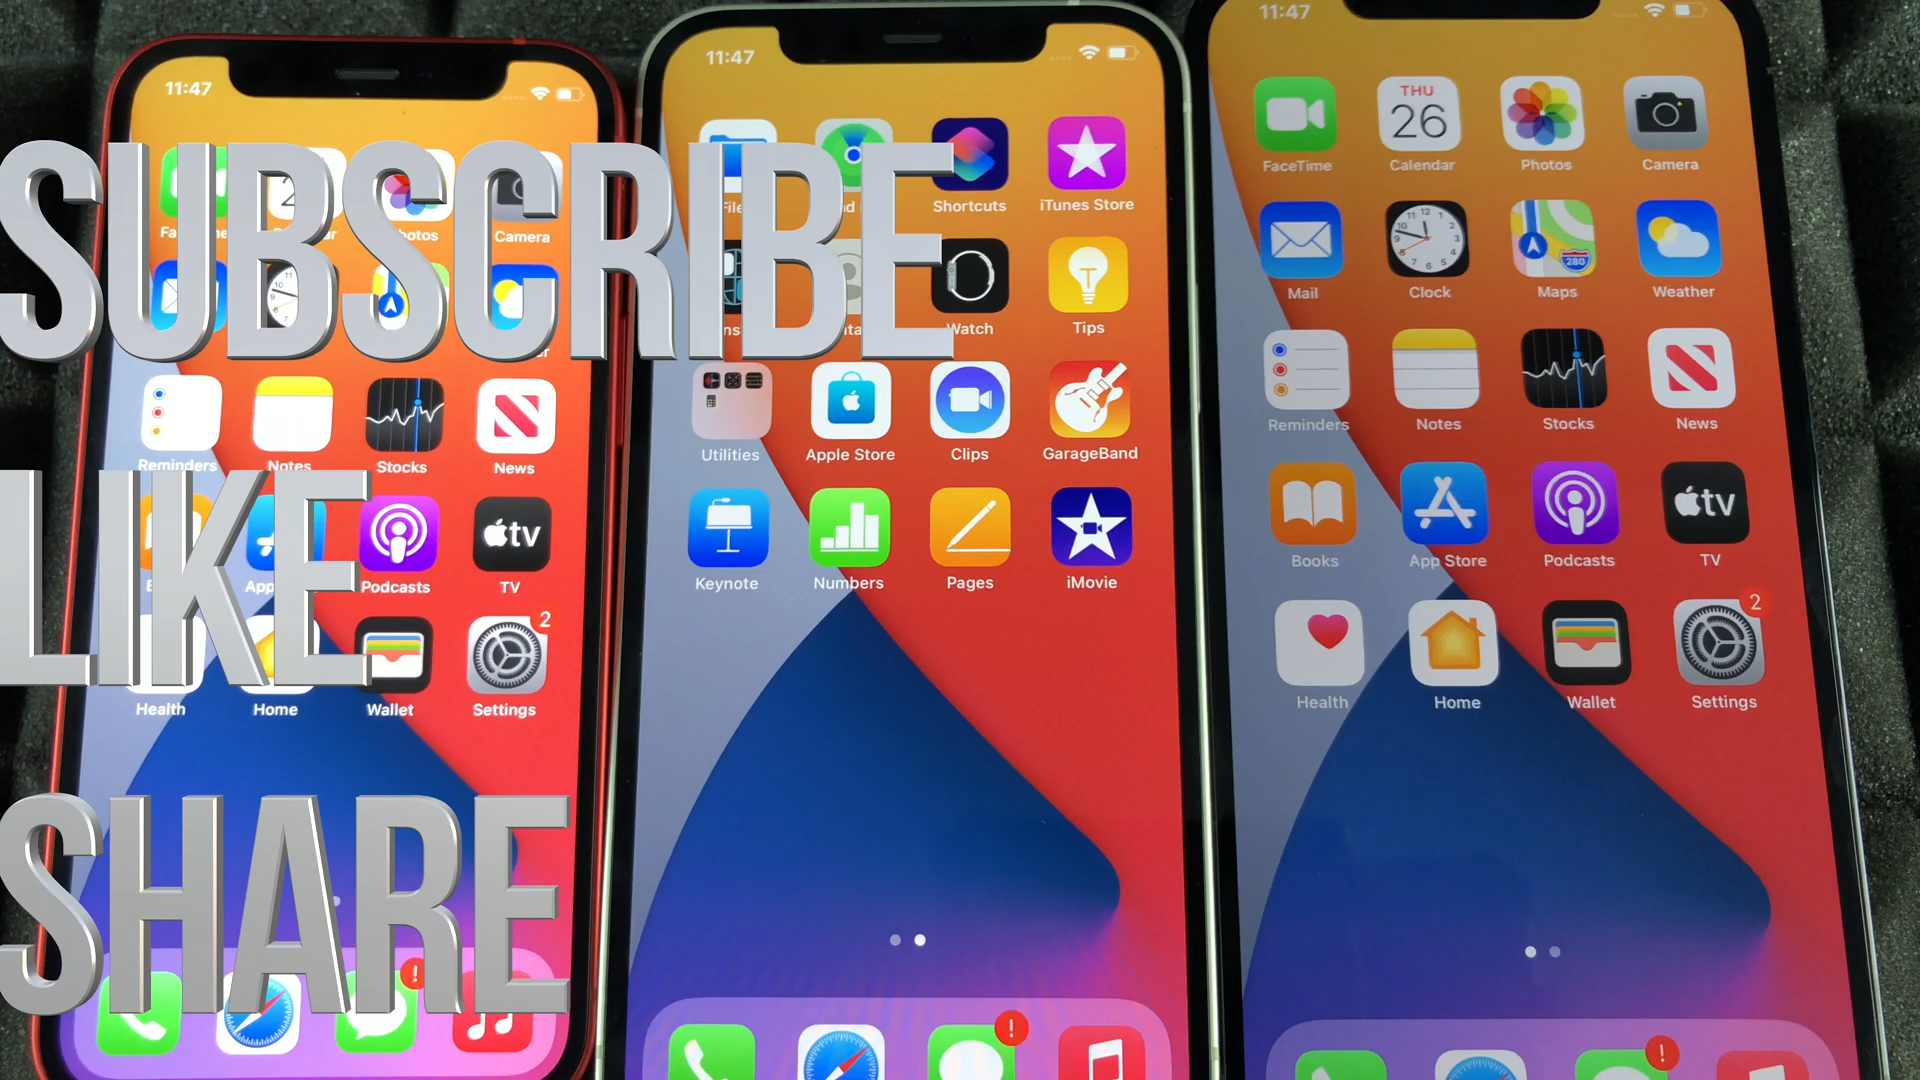 11:47
11:47
11:47
SUBSCRIBE
LIKE
SHARE
Camera
Reminders
Notes
Stocks
News
Podcasts
tv
TV
2
Health
Home
Wallet
Settings
!
Shortcuts
iTunes Store
Watch
Tips
Utilities
Apple Store
Clips
GarageBand
Keynote
Numbers
Pages
iMovie
!
THU
26
FaceTime
Calendar
Photos
Camera
280
Mail
Clock
Maps
Weather
Reminders
Notes
Stocks
News
tv
Books
App Store
Podcasts
TV
2
Health
Home
Wallet
Settings
!